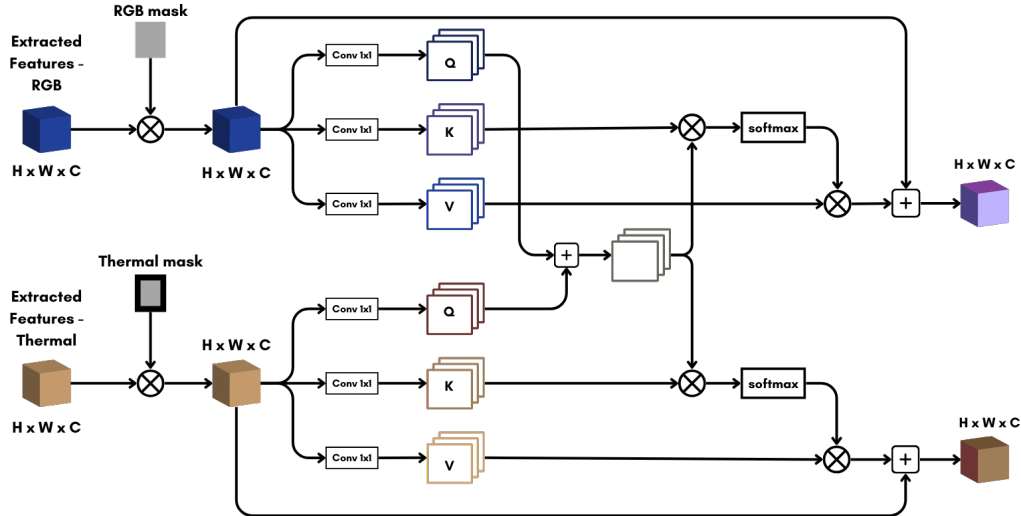 RGB mask
Extracted
Features -
RGB
H x W x C
H x W x C
Conv 1x1
Q
Conv 1x1
K
Conv 1x1
V
softmax
+
H x W x C
+
Thermal mask
Extracted
Features -
Thermal
H x W x C
H x W x C
Conv 1x1
Q
Conv 1x1
K
Conv 1x1
V
softmax
+
H x W x C